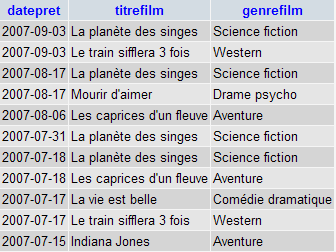 datepret titrefilm genrefilm
2007-09-03 La planète des singes Science fiction
2007-09-03 Le train sifflera 3 fois Western
2007-08-17 La planète des singes Science fiction
2007-08-17 Mourir d'aimer Drame psycho
2007-08-06 Les caprices d'un fleuve Aventure
2007-07-31 La planète des singes Science fiction
2007-07-18 La planète des singes Science fiction
2007-07-18 Les caprices d'un fleuve Aventure
2007-07-17 La vie est belle Comédie dramatique
2007-07-17 Le train sifflera 3 fois Western
2007-07-15 Indiana Jones Aventure